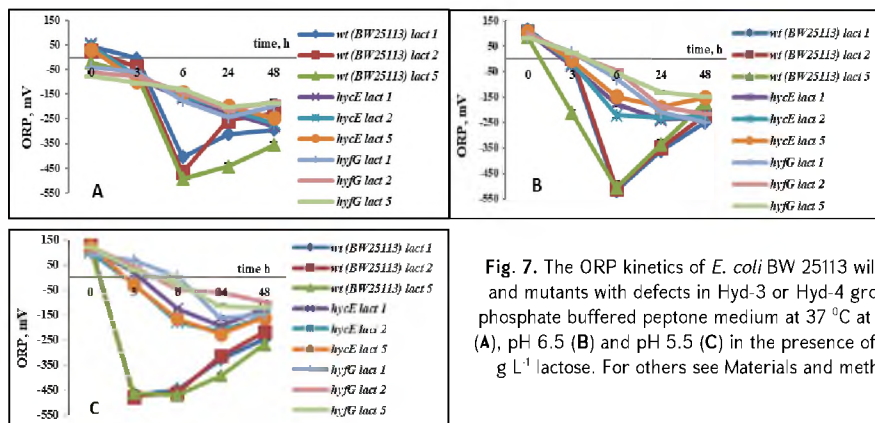 150
50
-50
-150
-250
-350
-450
-550
ORP, mV
time, h
0 3 6 24 48
A
wt (BW25113) lact 1
wt (BW25113) lact 2
wt (BW25113) lact 5
hycE lact 1
hycE lact 2
hycE lact 5
hyfG lact 1
hyfG lact 2
hyfG lact 5
150
50
-50
-150
-250
-350
-450
-550
ORP, mV
time, h
0 3 6 24 48
B
wt (BW25113) lact 1
wt (BW25113) lact 2
wt (BW25113) lact 5
hycE lact 1
hycE lact 2
hycE lact 5
hyfG lact 1
hyfG lact 2
hyfG lact 5
150
50
-50
-150
-250
-350
-450
-550
ORP, mV
time h
0 3 24 48
C
wt (BW25113) lact 1
wt (BW25113) lact 2
wt (BW25113) lact 5
hycE lact 1
hycE lact 2
hycE lact 5
hyfG lact 1
hyfG lact 2
hyfG lact 5
Fig. 7. The ORP kinetics of E. coli BW 25113 wil
and mutants with defects in Hyd-3 or Hyd-4 gro
phosphate buffered peptone medium at 37 ⁰C at
(A), pH 6.5 (B) and pH 5.5 (C) in the presence of
g L⁻¹ lactose. For others see Materials and meth